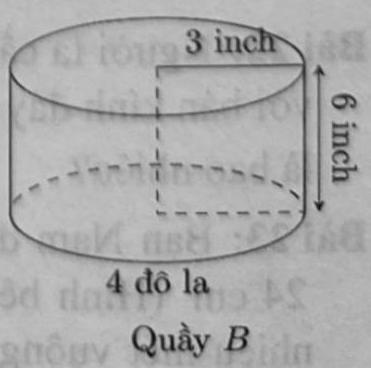 3 inch
6 inch
4 đô la
Quầy B